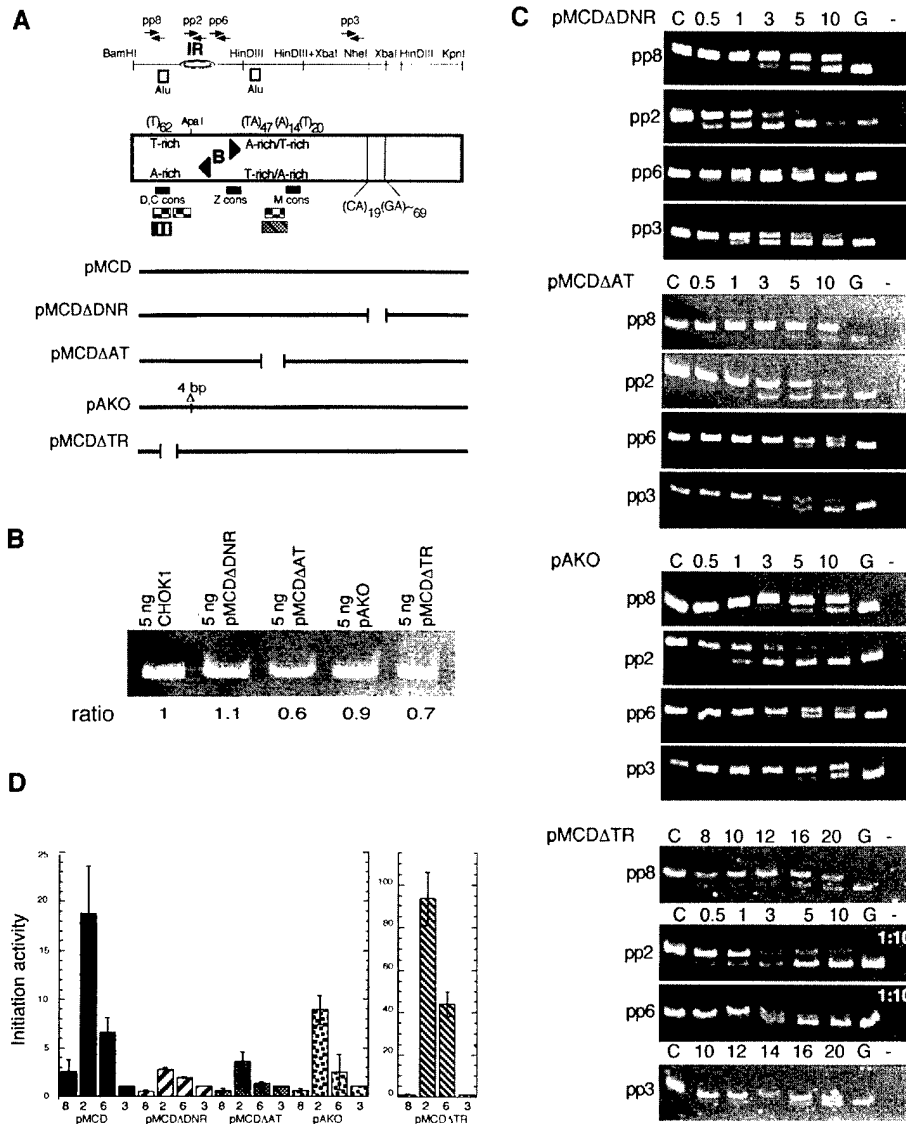 A
pp8 pp2 pp6 pp3
IR
BamHI HinDIII HinDIII+XbaI NheI XbaI HinDIII KpnI
Alu Alu
(T)62 ApaI (TA)47 (A)14 (T)20
T-rich A-rich/T-rich
B
A-rich T-rich/A-rich
D,C cons Z cons M cons
(CA)19 (GA)~69
pMCD
pMCDΔDNR
pMCDΔAT
4 bp
pAKO
pMCDΔTR
B
5 ng CHOK1
5 ng pMCDΔDNR
5 ng pMCDΔAT
5 ng pAKO
5 ng pMCDΔTR
ratio 1 1.1 0.6 0.9 0.7
C
pMCDΔDNR C 0.5 1 3 5 10 G -
pp8
pp2
pp6
pp3
pMCDΔAT C 0.5 1 3 5 10 G -
pp8
pp2
pp6
pp3
pAKO C 0.5 1 3 5 10 G -
pp8
pp2
pp6
pp3
pMCDΔTR C 8 10 12 16 20 G -
pp8
C 0.5 1 3 5 10 G
pp2 1:10
pp6 1:10
C 10 12 14 16 20 G -
pp3
D
Initiation activity
25
20
15
10
5
0
8 2 6 3 8 2 6 3 8 2 6 3 8 2 6 3
pMCD pMCDΔDNR pMCDΔAT pAKO
100
80
60
40
20
0
8 2 6 3
pMCDΔTR